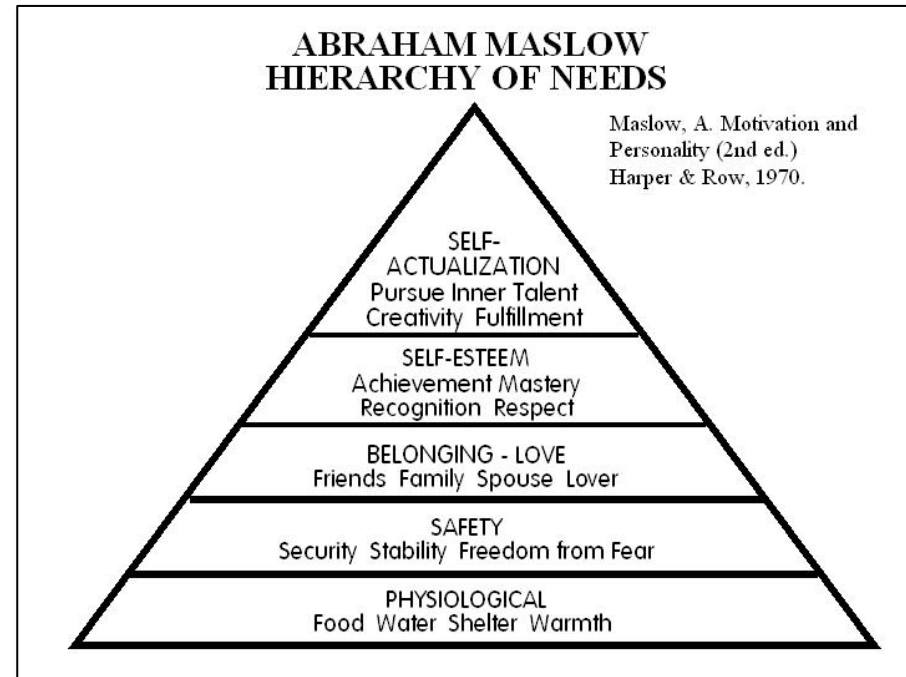 ABRAHAM MASLOW
HIERARCHY OF NEEDS
Maslow, A. Motivation and
Personality (2nd ed.)
Harper & Row, 1970.
SELF-
ACTUALIZATION
Pursue Inner Talent
Creativity Fulfillment
SELF-ESTEEM
Achievement Mastery
Recognition Respect
BELONGING - LOVE
Friends Family Spouse Lover
SAFETY
Security Stability Freedom from Fear
PHYSIOLOGICAL
Food Water Shelter Warmth